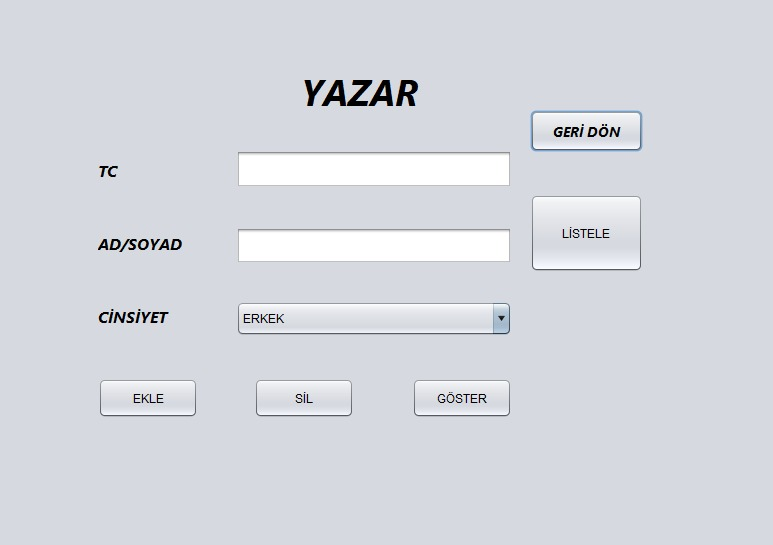 YAZAR
GERİ DÖN
TC
LİSTELE
AD/SOYAD
CİNSİYET
ERKEK
EKLE
SİL
GÖSTER